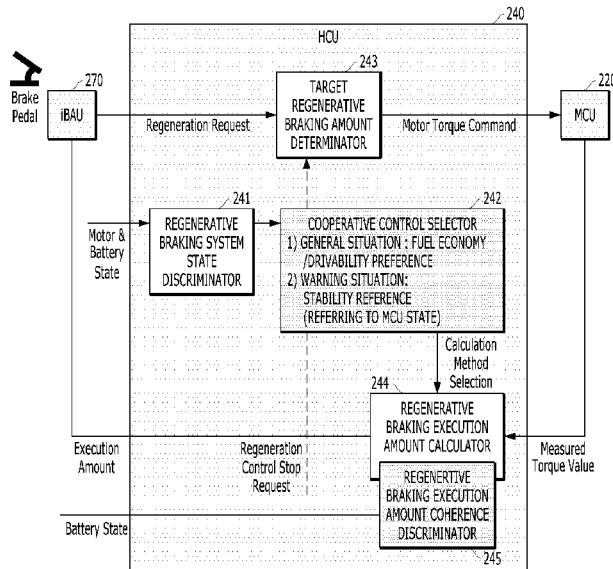 240
HCU
243
270
220
Brake
Pedal
iBAU
TARGET
REGENERATIVE
BRAKING AMOUNT
DETERMINATOR
MCU
Regeneration Request
Motor Torque Command
241
242
Motor &
Battery
State
REGENERATIVE
BRAKING SYSTEM
STATE
DISCRIMINATOR
COOPERATIVE CONTROL SELECTOR
1) GENERAL SITUATION : FUEL ECONOMY
/DRIVABILITY PREFERENCE
2) WARNING SITUATION:
STABILITY REFERENCE
(REFERRING TO MCU STATE)
Calculation
Method
Selection
244
REGENERATIVE
BRAKING EXECUTION
AMOUNT CALCULATOR
Execution
Amount
Regeneration
Control Stop
Request
Measured
Torque Value
REGENERTIVE
BRAKING EXECUTION
AMOUNT COHERENCE
DISCRIMINATOR
Battery State
245